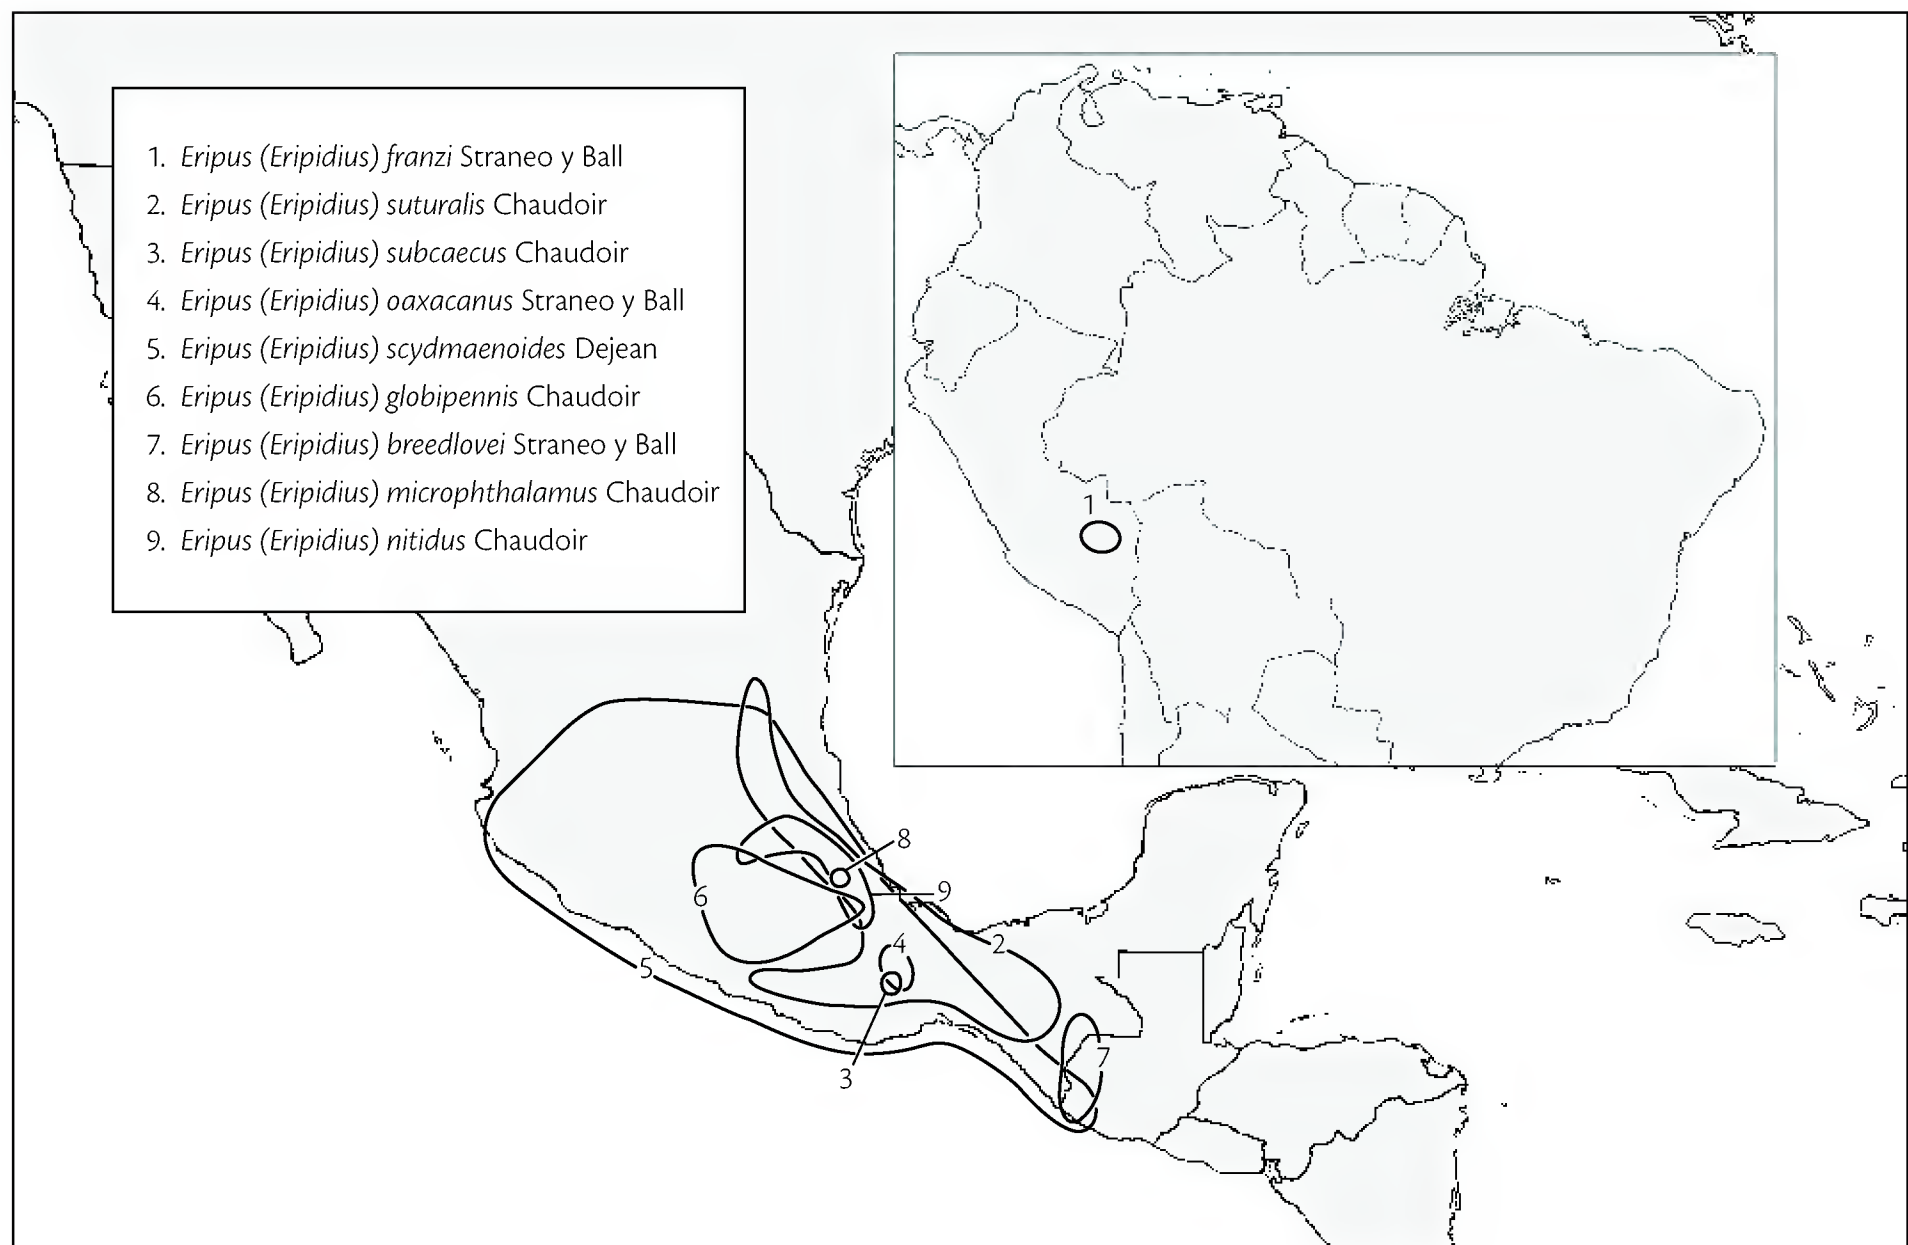 1. Eripus (Eripidius) franzi Straneo y Ball
2. Eripus (Eripidius) suturalis Chaudoir
3. Eripus (Eripidius) subcaecus Chaudoir
4. Eripus (Eripidius) oaxacanus Straneo y Ball
5. Eripus (Eripidius) scydmaenoides Dejean
6. Eripus (Eripidius) globipennis Chaudoir
7. Eripus (Eripidius) breedlovei Straneo y Ball
8. Eripus (Eripidius) microphthalamus Chaudoir
9. Eripus (Eripidius) nitidus Chaudoir
1
8
9
6
4
2
5
7
3